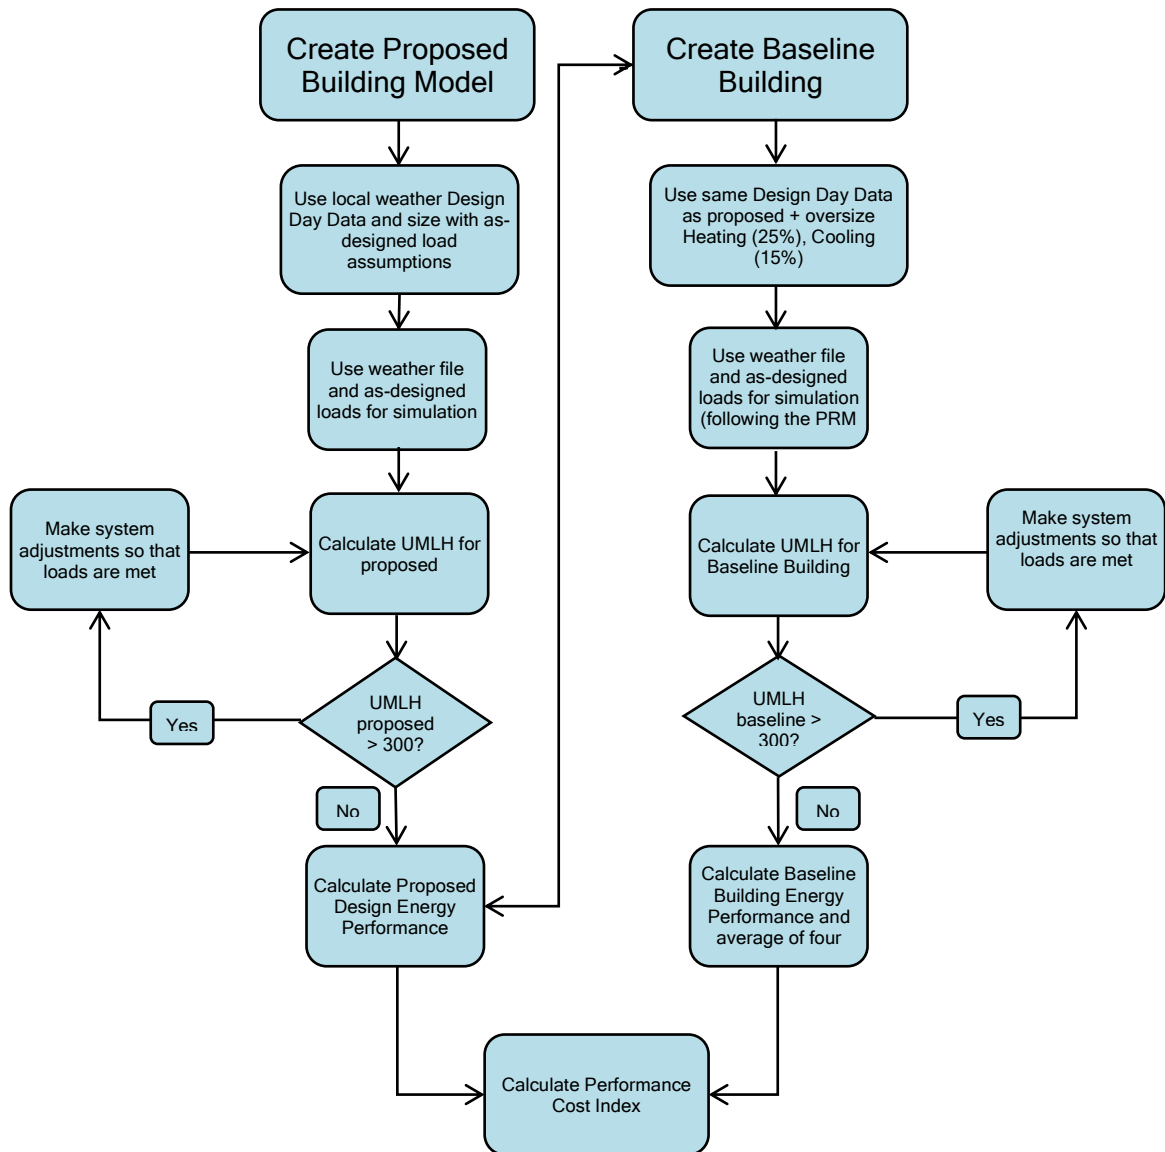 Create Proposed
Building Model
Use local weather Design
Day Data and size with as-
designed load
assumptions
Use weather file
and as-designed
loads for simulation
Make system
adjustments so that
loads are met
Calculate UMLH for
proposed
UMLH
proposed
> 300?
Yes
No
Calculate Proposed
Design Energy
Performance
Create Baseline
Building
Use same Design Day Data
as proposed + oversize
Heating (25%), Cooling
(15%)
Use weather file
and as-designed
loads for simulation
(following the PRM
Calculate UMLH for
Baseline Building
Make system
adjustments so that
loads are met
UMLH
baseline >
300?
Yes
No
Calculate Baseline
Building Energy
Performance and
average of four
Calculate Performance
Cost Index